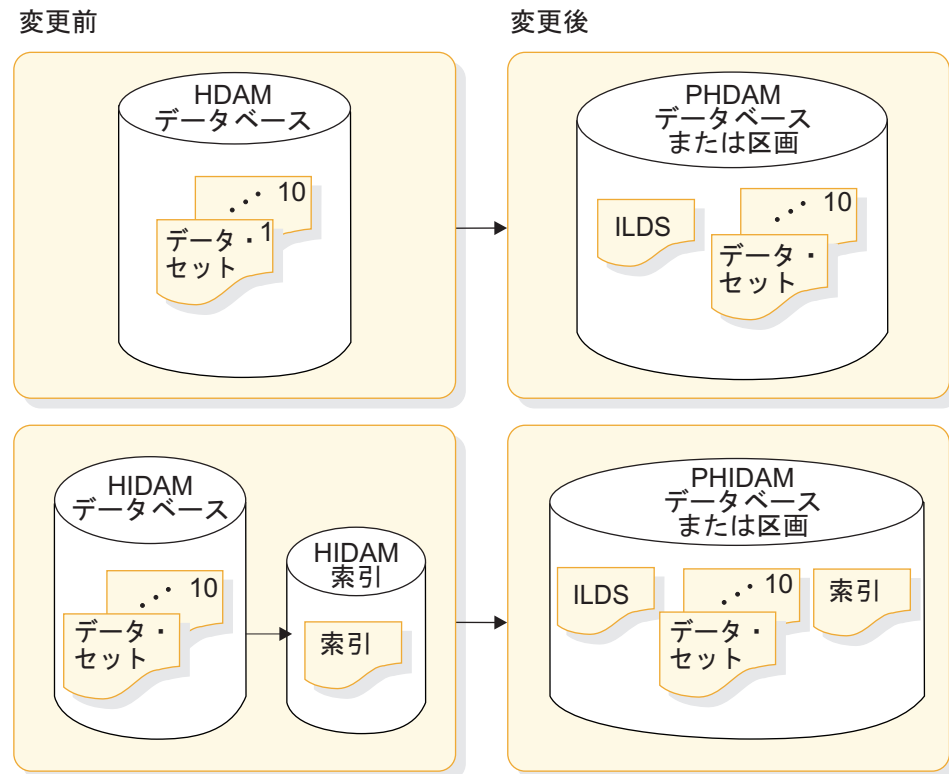 変更前
変更後
HDAM
データベース
10
データ・1
セット
PHDAM
データベース
または区画
ILDS
10
データ・
セット
HIDAM
データベース
10
データ・
セット
HIDAM
索引
索引
PHIDAM
データベース
または区画
ILDS
10
データ・
セット
索引